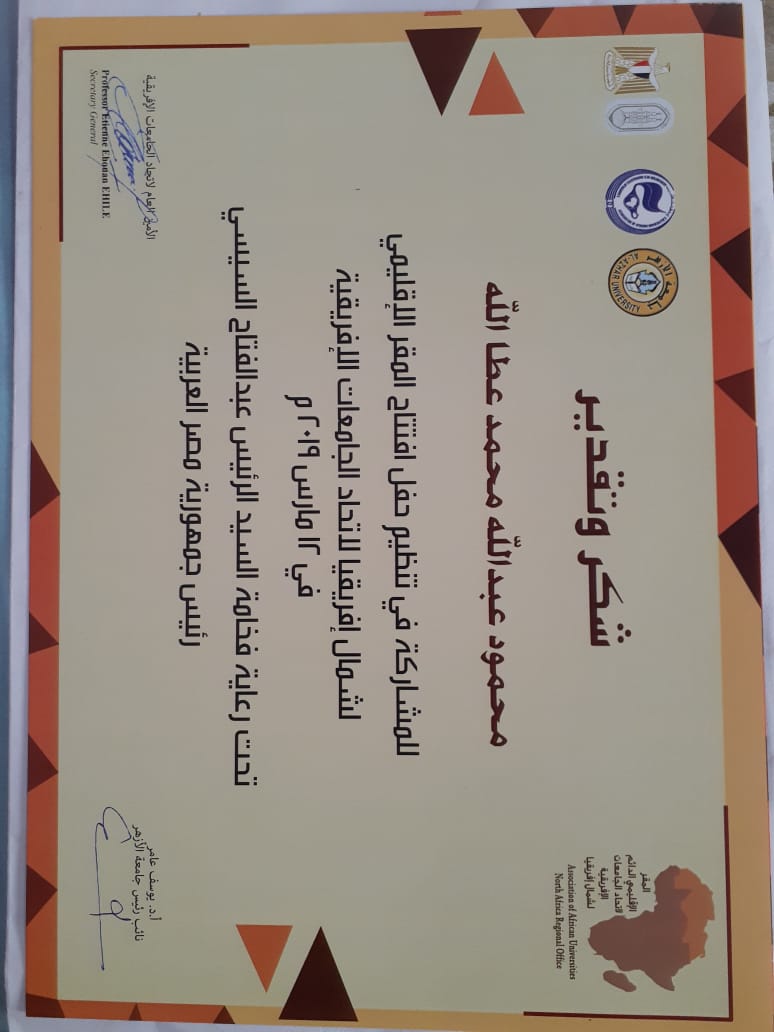 جامعة الأزهر
AL-AZHAR UNIVERSITY
المقر
الإقليمي الدائم
لاتحاد الجامعات
الإفريقية
لشمال إفريقيا
Association of African Universities
North Africa Regional Office
شكر وتقدير
محمود عبدالله محمد عطا الله
للمشاركة في تنظيم حفل افتتاح المقر الإقليمي
لشمال إفريقيا لاتحاد الجامعات الإفريقية
في ١٢ مارس ٢٠١٩ م
تحت رعاية فخامة السيد الرئيس عبدالفتاح السيسي
رئيس جمهورية مصر العربية
أ.د. يوسف عامر
نائب رئيس جامعة الأزهر
الأمين العام لاتحاد الجامعات الإفريقية
Professor Etienne Ehouan EHILE
Secretary General